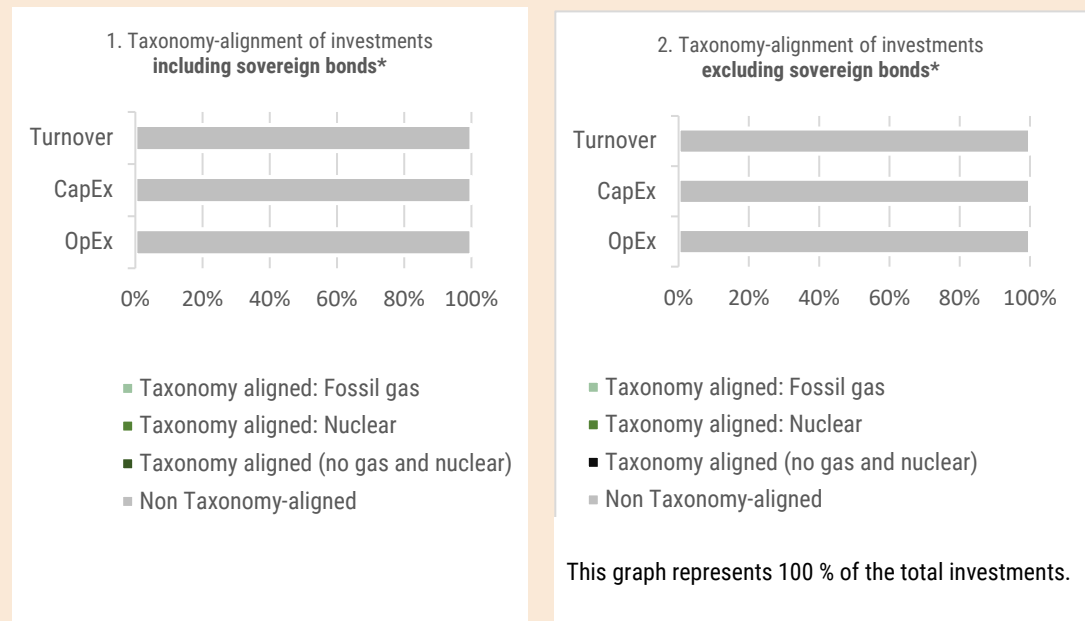 1. Taxonomy-alignment of investments
including sovereign bonds*
Turnover
CapEx
OpEx
0% 20% 40% 60% 80% 100%
Taxonomy aligned: Fossil gas
Taxonomy aligned: Nuclear
Taxonomy aligned (no gas and nuclear)
Non Taxonomy-aligned
2. Taxonomy-alignment of investments
excluding sovereign bonds*
Turnover
CapEx
OpEx
0% 20% 40% 60% 80% 100%
Taxonomy aligned: Fossil gas
Taxonomy aligned: Nuclear
Taxonomy aligned (no gas and nuclear)
Non Taxonomy-aligned
This graph represents 100 % of the total investments.